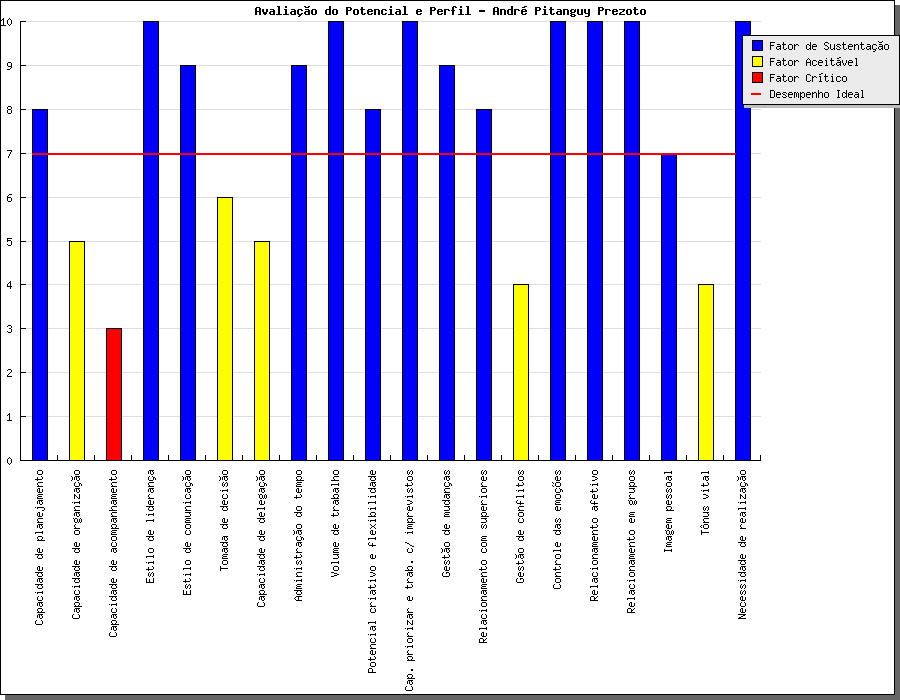 Avaliação do Potencial e Perfil - André Pitanguy Prezoto
Fator de Sustentação
Fator Aceitável
Fator Crítico
Desempenho Ideal
10
9
8
7
6
5
4
3
2
1
0
Capacidade de planejamento
Capacidade de organização
Capacidade de acompanhamento
Estilo de liderança
Estilo de comunicação
Tomada de decisão
Capacidade de delegação
Administração do tempo
Volume de trabalho
Potencial criativo e flexibilidade
Cap. priorizar e trab. c/ imprevistos
Gestão de mudanças
Relacionamento com superiores
Gestão de conflitos
Controle das emoções
Relacionamento afetivo
Relacionamento em grupos
Imagem pessoal
Tônus vital
Necessidade de realização